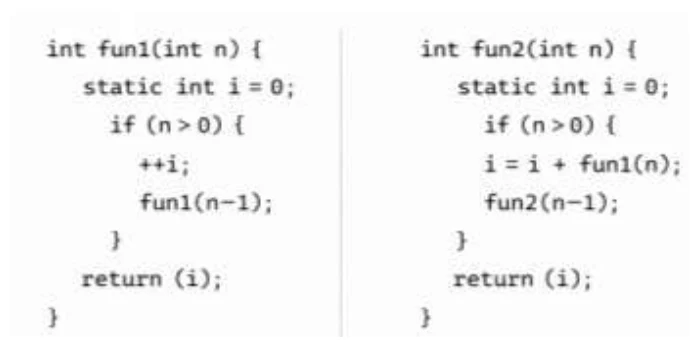 int fun1(int n) {
static int i = 0;
if (n > 0) {
++i;
fun1(n-1);
}
return (i);
}
int fun2(int n) {
static int i = 0;
if (n>0) {
i = i + fun1(n);
fun2(n-1);
}
return (i);
}